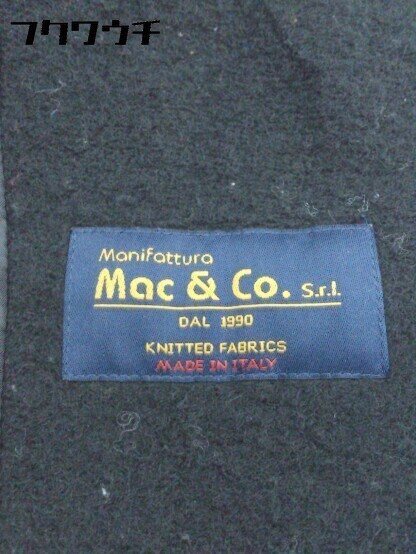 フクワウチ
Manifattura
Mac & Co. S.r.l.
DAL 1990
KNITTED FABRICS
MADE IN ITALY